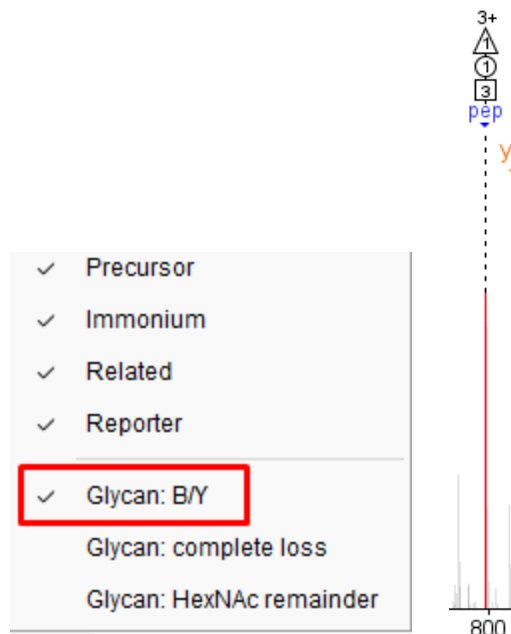 Precursor
Immonium
Related
Reporter
Glycan: B/Y
Glycan: complete loss
Glycan: HexNAc remainder
3+
1
1
3
pep
y
800